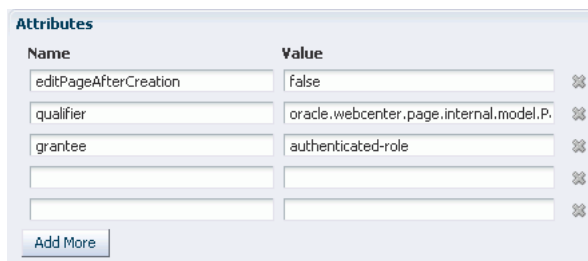 Attributes
Name Value
editPageAfterCreation false
qualifier oracle.webcenter.page.internal.model.P
grantee authenticated-role
Add More